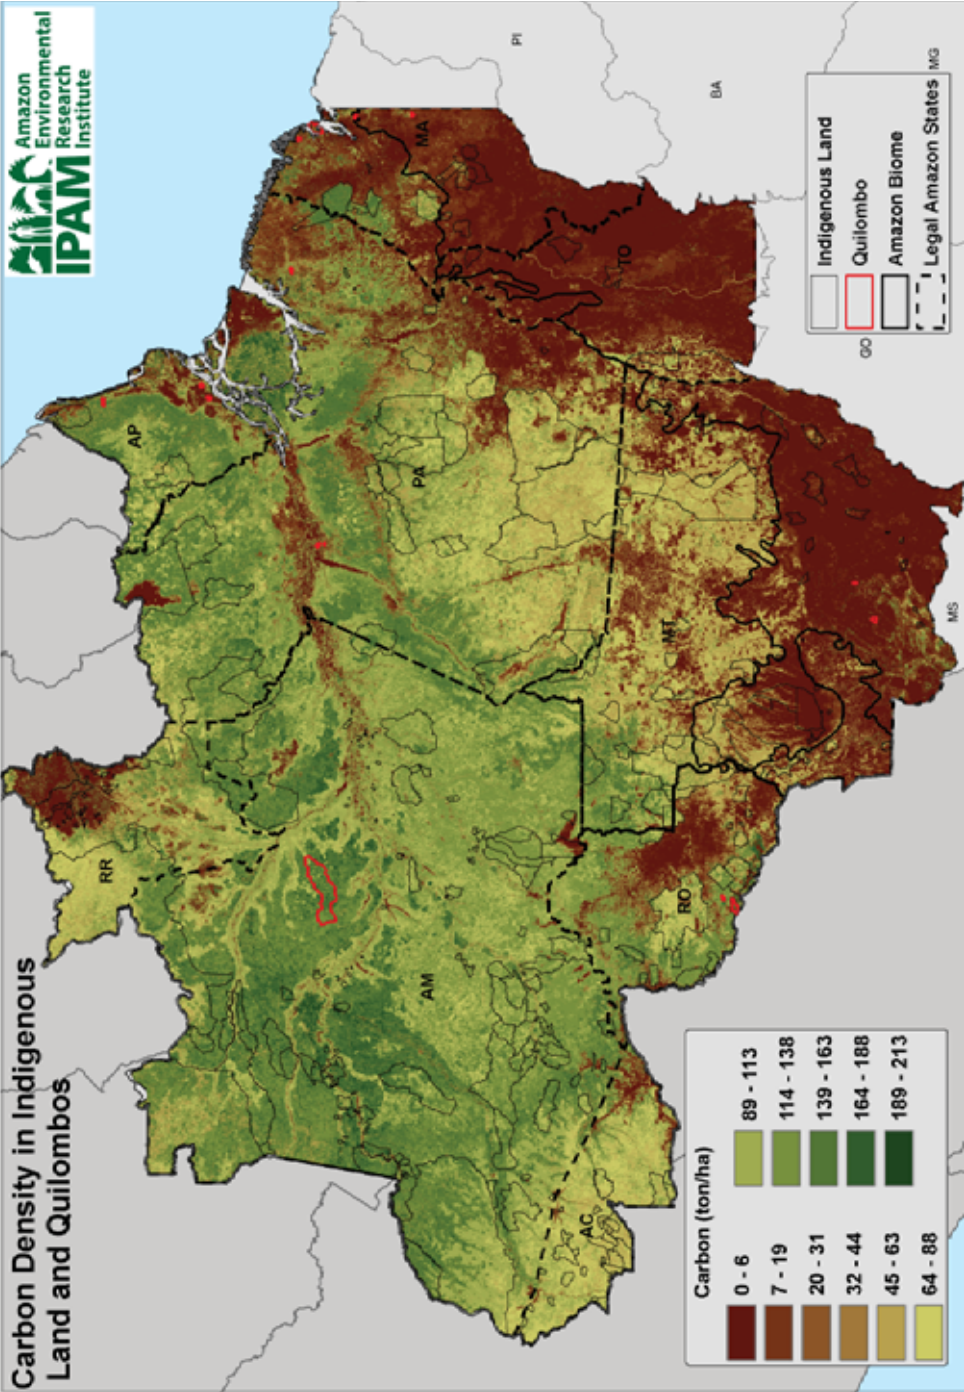 Carbon Density in Indigenous
Land and Quilombos
IPAM
Amazon
Environmental
Research
Institute
RR
AP
AM
PA
MA
PI
TO
BA
AC
RO
MT
GO
MG
MS
Carbon (ton/ha)
0 - 6
7 - 19
20 - 31
32 - 44
45 - 63
64 - 88
89 - 113
114 - 138
139 - 163
164 - 188
189 - 213
Indigenous Land
Quilombo
Amazon Biome
Legal Amazon States